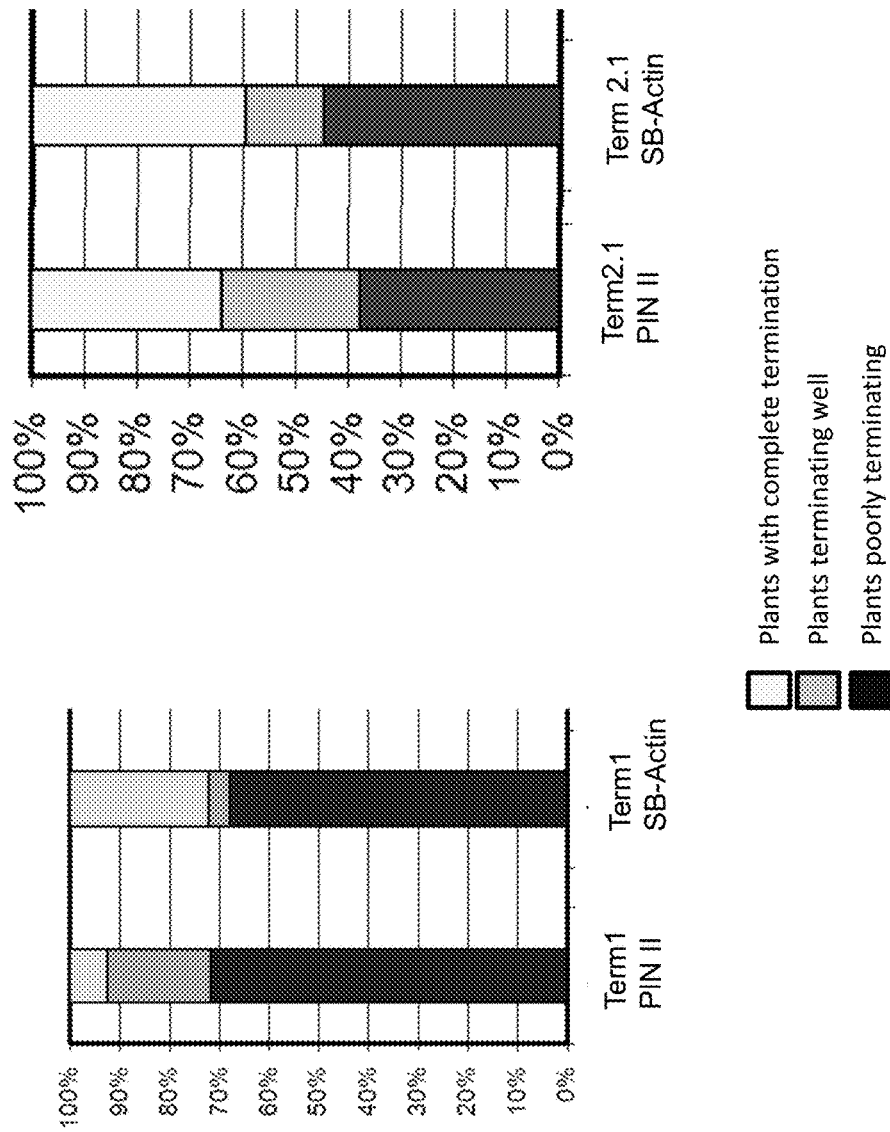 100%
90%
80%
70%
60%
50%
40%
30%
20%
10%
0%
Term1
PIN II
Term1
SB-Actin
100%
90%
80%
70%
60%
50%
40%
30%
20%
10%
0%
Term2.1
PIN II
Term 2.1
SB-Actin
Plants with complete termination
Plants terminating well
Plants poorly terminating